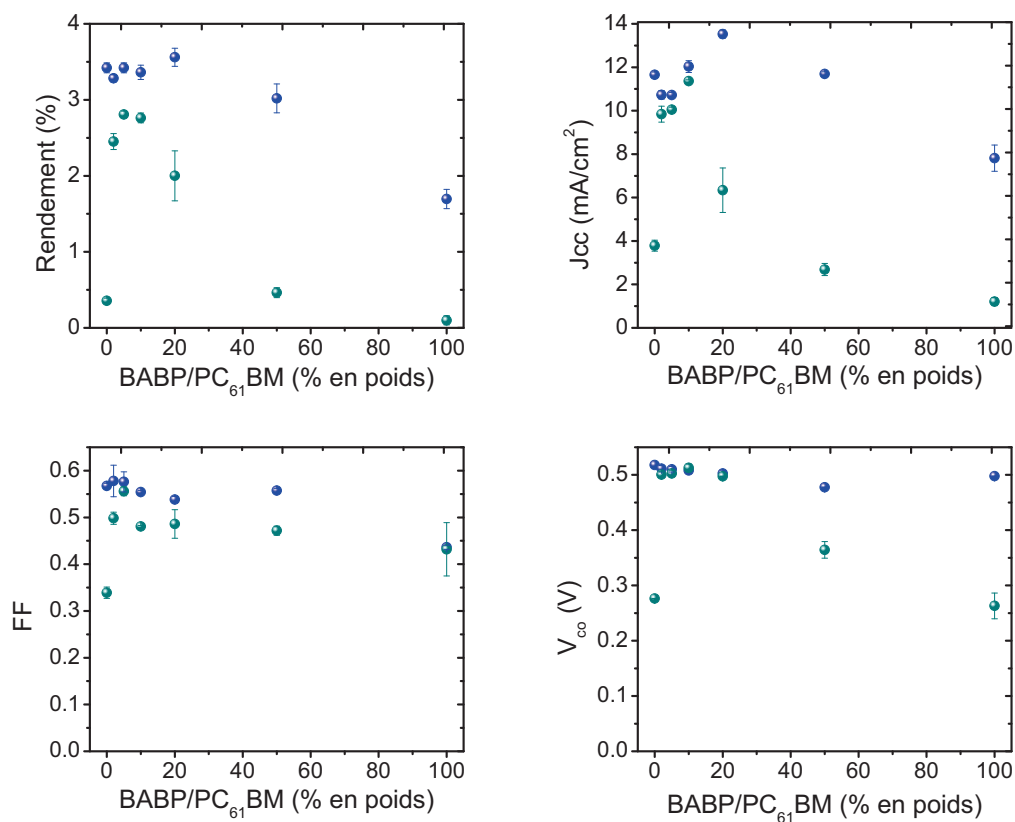 4
3
2
1
0
Rendement (%)
0 20 40 60 80 100
BABP/PC₆₁BM (% en poids)
14
12
10
8
6
4
2
0
Jcc (mA/cm²)
0 20 40 60 80 100
BABP/PC₆₁BM (% en poids)
0.6
0.5
0.4
0.3
0.2
0.1
0.0
FF
0 20 40 60 80 100
BABP/PC₆₁BM (% en poids)
0.5
0.4
0.3
0.2
0.1
0.0
V_co (V)
0 20 40 60 80 100
BABP/PC₆₁BM (% en poids)